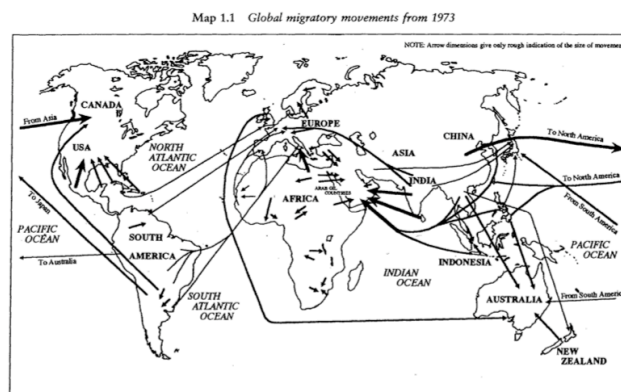 Map 1.1 Global migratory movements from 1973
NOTE: Arrow dimensions give only rough indication of the size of movement
CANADA
From Asia
USA
NORTH
ATLANTIC
OCEAN
EUROPE
ASIA
CHINA
To North America
INDIA
ARAB OIL
COUNTRIES
AFRICA
To North America
From South America
To Japan
PACIFIC
OCEAN
SOUTH
AMERICA
To Australia
SOUTH
ATLANTIC
OCEAN
INDIAN
OCEAN
INDONESIA
PACIFIC
OCEAN
AUSTRALIA
From South America
NEW
ZEALAND